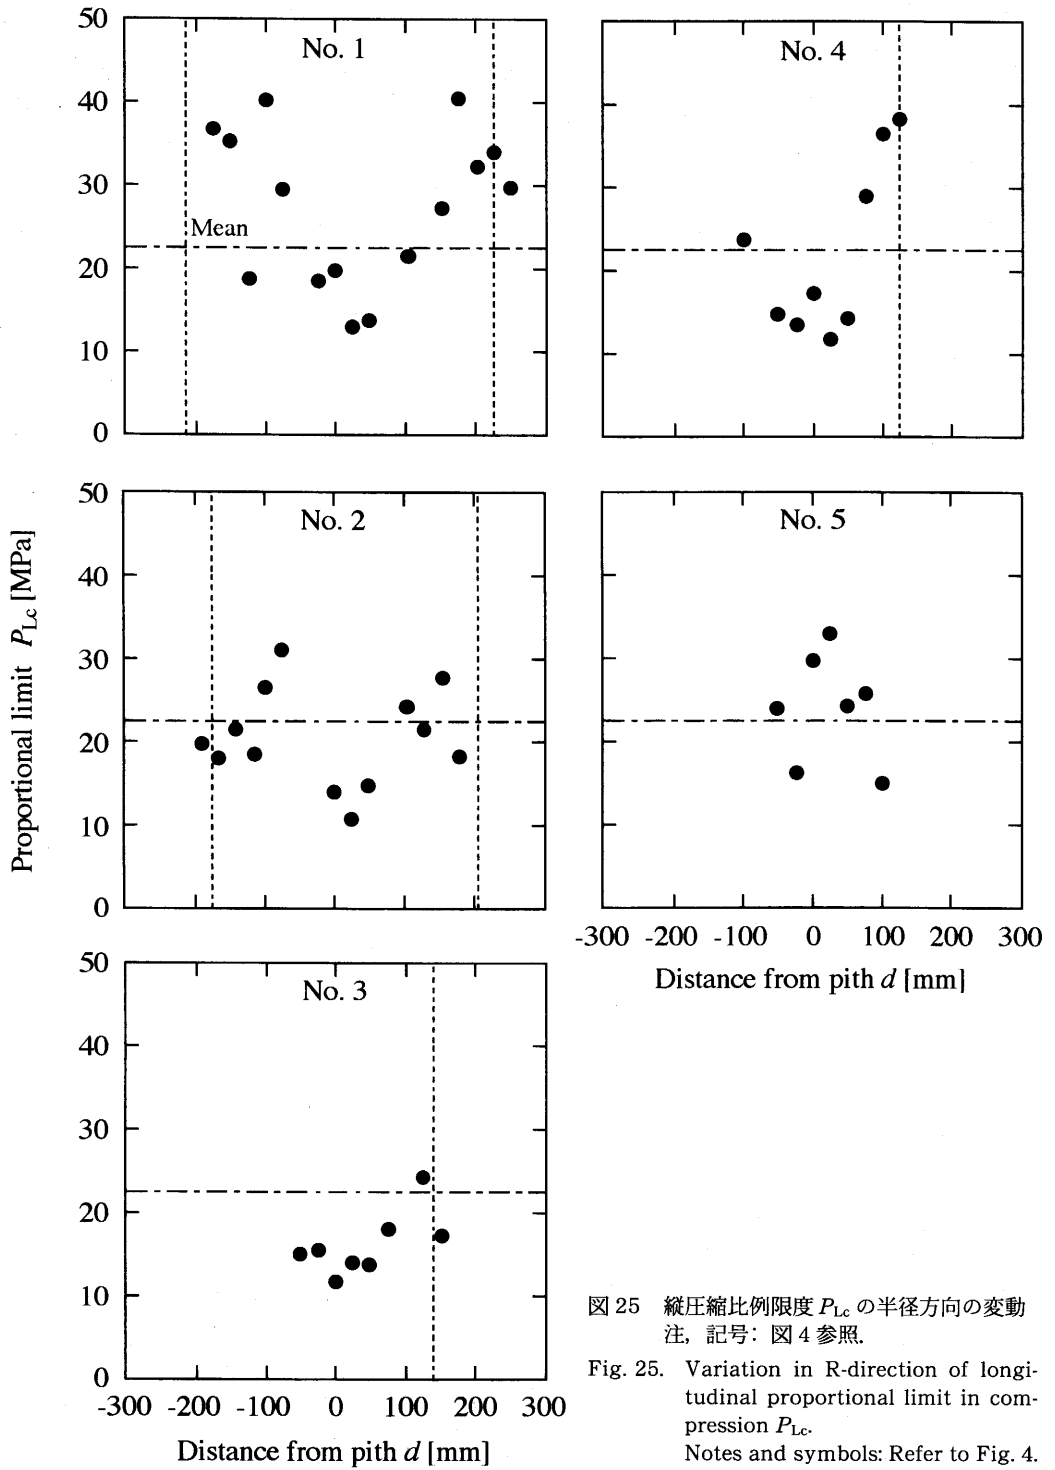 50
40
30
20
10
0
No. 1
Mean
No. 4
Proportional limit P_Lc [MPa]
50
40
30
20
10
0
No. 2
No. 5
-300 -200 -100 0 100 200 300
Distance from pith d [mm]
50
40
30
20
10
0
No. 3
-300 -200 -100 0 100 200 300
Distance from pith d [mm]
図 25 縦圧縮比例限度 P_Lc の半径方向の変動
注, 記号: 図 4 参照.
Fig. 25. Variation in R-direction of longi-
tudinal proportional limit in com-
pression P_Lc.
Notes and symbols: Refer to Fig. 4.